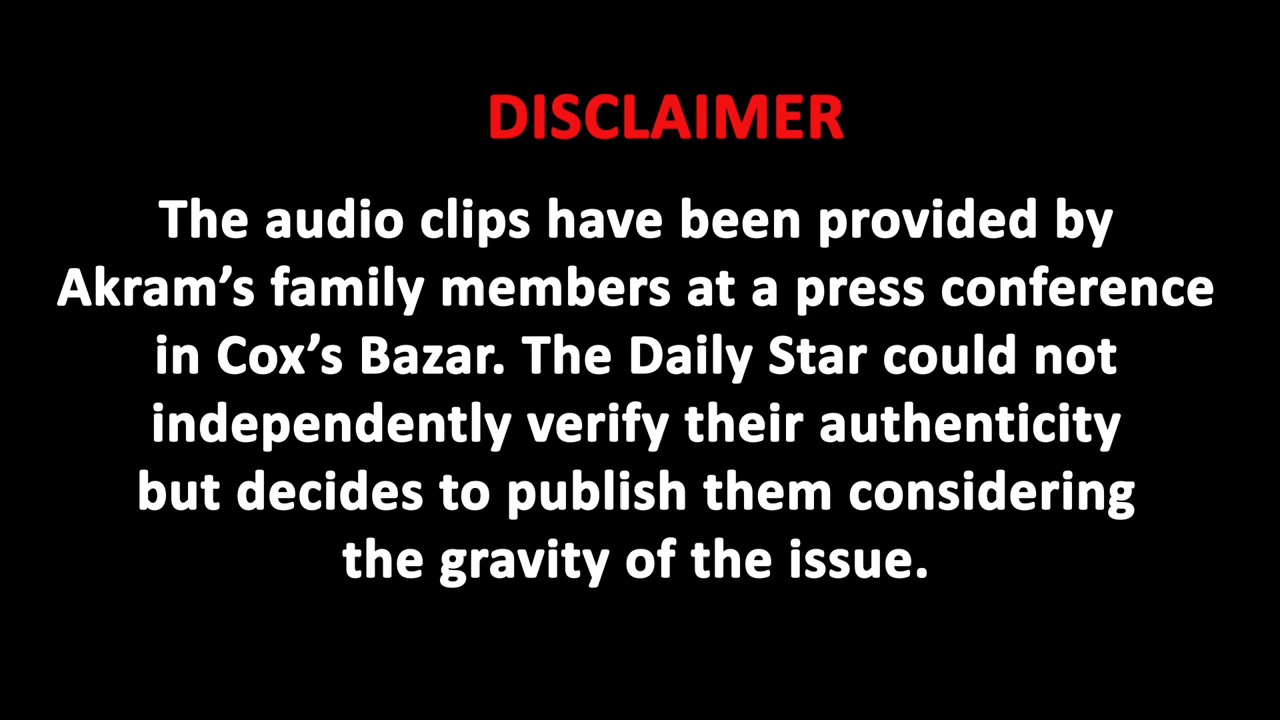 DISCLAIMER
The audio clips have been provided by
Akram’s family members at a press conference
in Cox’s Bazar. The Daily Star could not
independently verify their authenticity
but decides to publish them considering
the gravity of the issue.